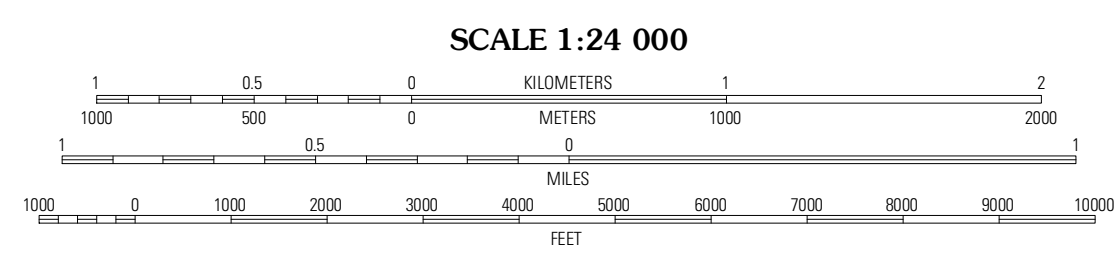 SCALE 1:24 000
1 0.5 0 KILOMETERS 1 2
1000 500 0 METERS 1000 2000
1 0.5 0 1
MILES
1000 0 1000 2000 3000 4000 5000 6000 7000 8000 9000 10000
FEET